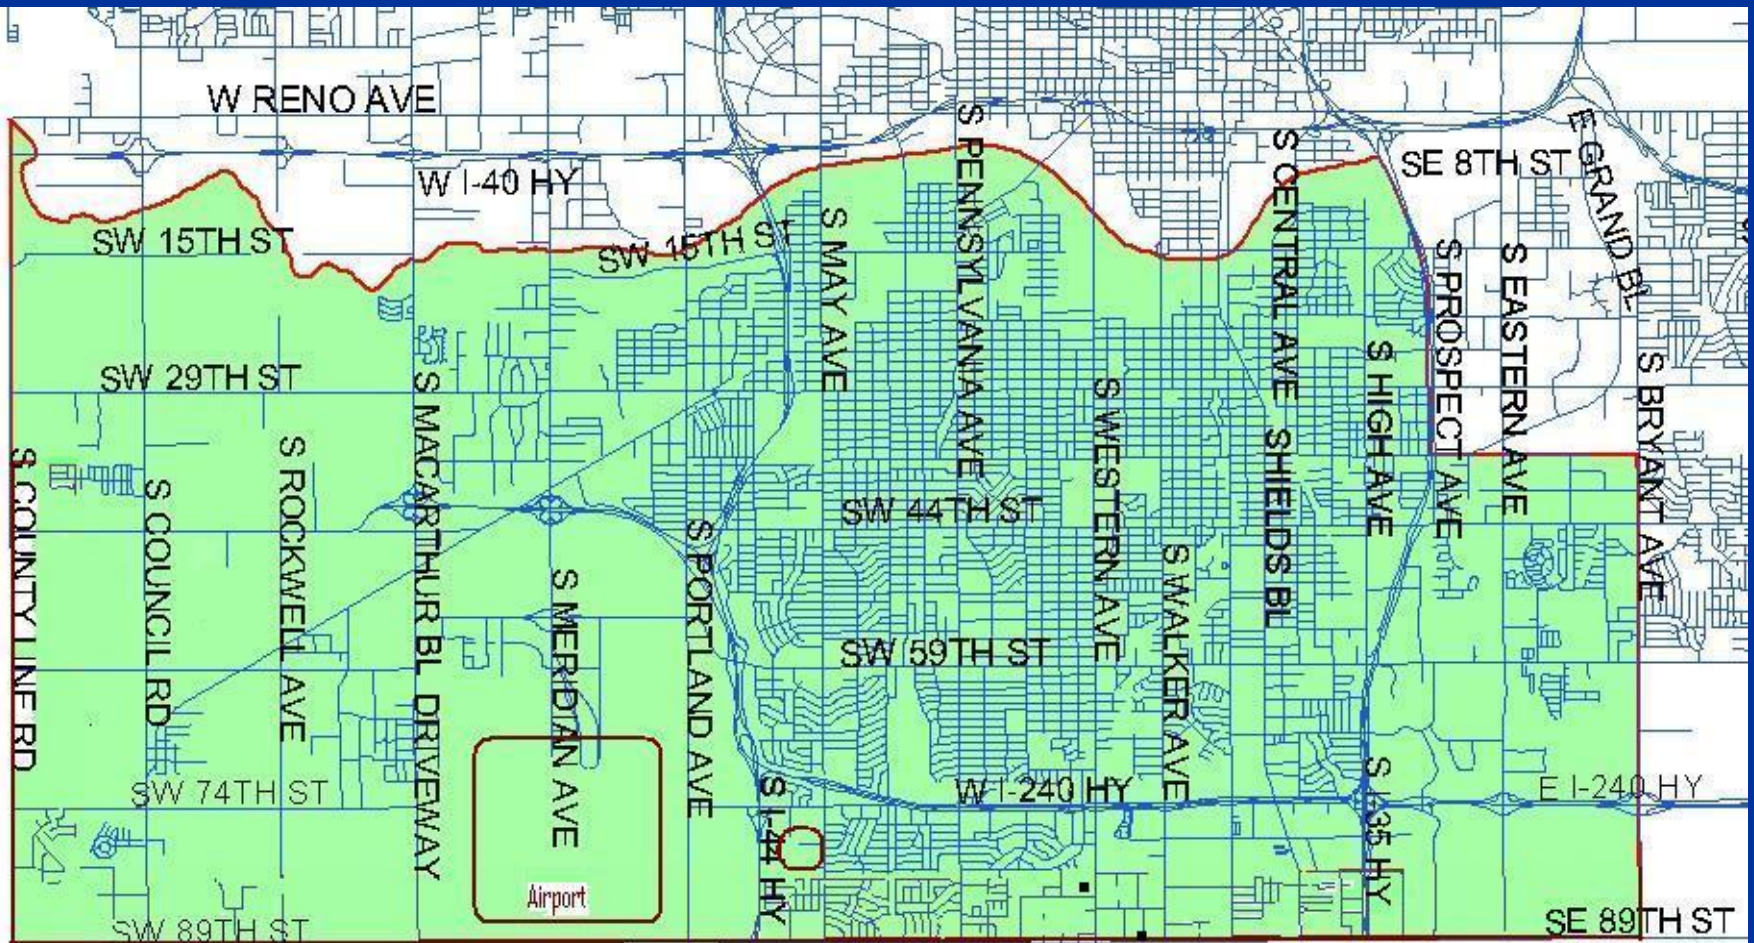 W RENO AVE
S PENNSYLVANIA AVE
E GRAND BL
S CENTRAL AVE
SE 8TH ST
W I-40 HY
SW 15TH ST
SW 15TH ST
S MAY AVE
S PROSPECT AVE
S EASTERN AVE
S HIGH AVE
S BRYANT AVE
SW 29TH ST
S MACARTHUR BL DRIVEWAY
S WESTERN AVE
SHIELDS BL
S ROCKWELL AVE
S COUNTY LINE RD
S COUNCIL RD
SW 44TH ST
S PORTLAND AVE
S WALKER AVE
S MERIDIAN AVE
SW 59TH ST
S I-35 HY
S I-44 HY
SW 74TH ST
W I-240 HY
E I-240 HY
Airport
SW 89TH ST
SE 89TH ST